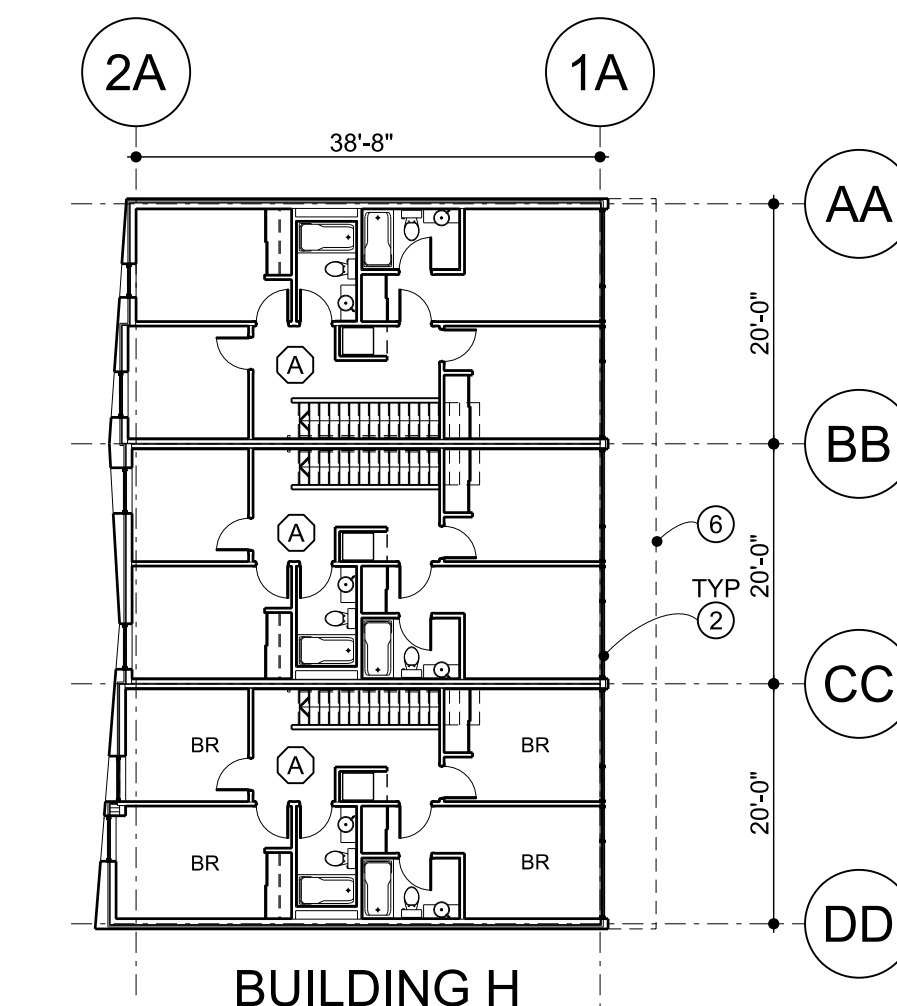 2A
1A
38'-8"
AA
20'-0"
A
BB
6
A
20'-0"
TYP
2
CC
BR
BR
A
20'-0"
BR
BR
DD
BUILDING H